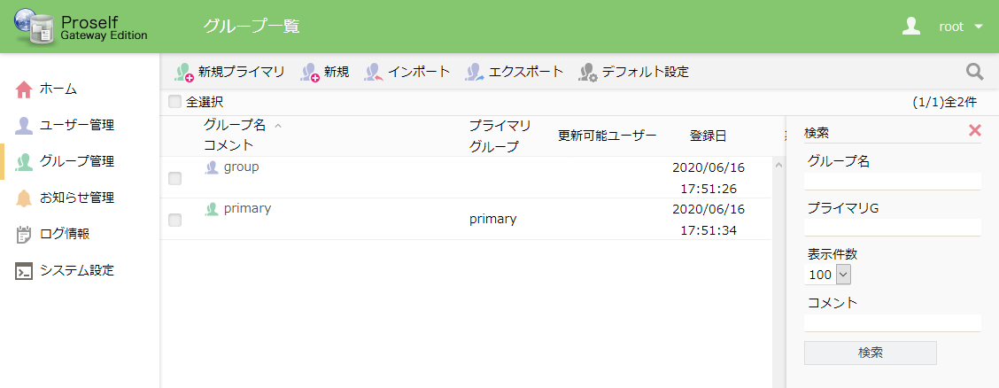 Proself
Gateway Edition
グループ一覧
root
ホーム
ユーザー管理
グループ管理
お知らせ管理
ログ情報
システム設定
新規プライマリ 新規 インポート エクスポート デフォルト設定
全選択
(1/1)全2件
グループ名
コメント
プライマリ
グループ
更新可能ユーザー
登録日
group
2020/06/16
17:51:26
primary
primary
2020/06/16
17:51:34
検索
グループ名
プライマリG
表示件数
100
コメント
検索